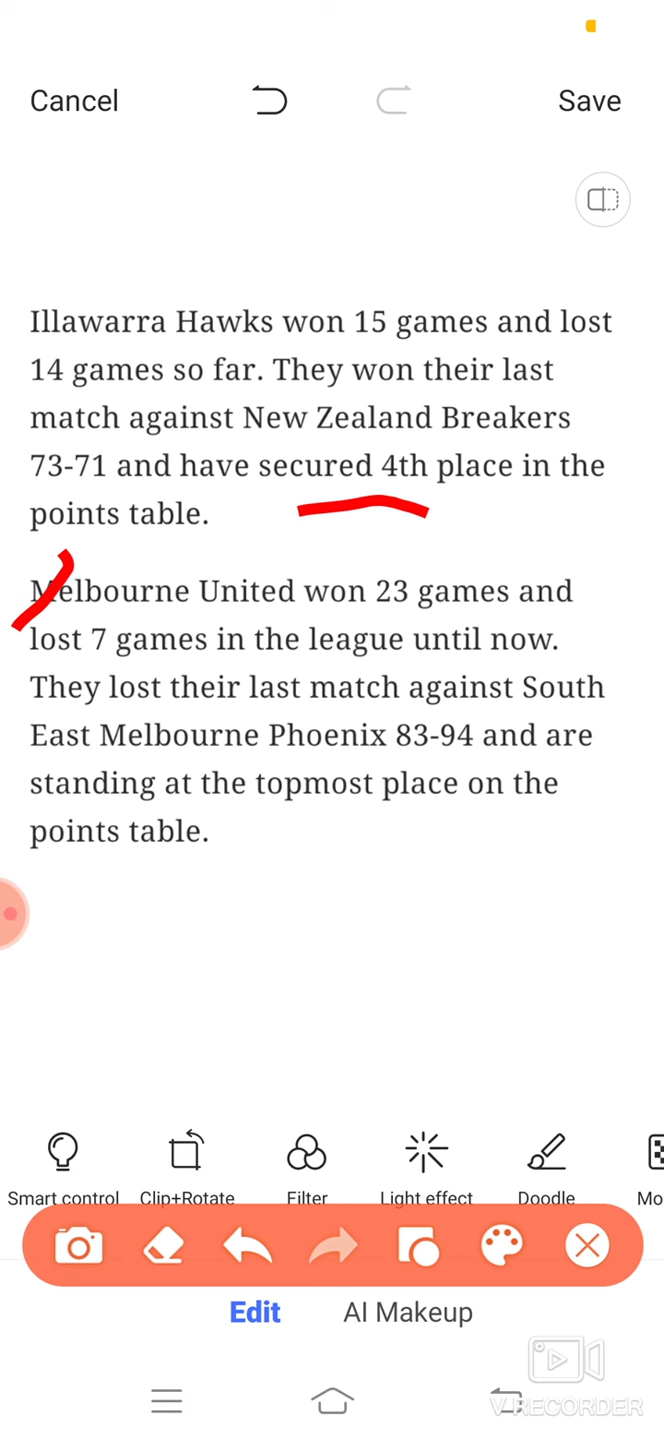 Cancel
Save
Illawarra Hawks won 15 games and lost
14 games so far. They won their last
match against New Zealand Breakers
73-71 and have secured 4th place in the
points table.
Melbourne United won 23 games and
lost 7 games in the league until now.
They lost their last match against South
East Melbourne Phoenix 83-94 and are
standing at the topmost place on the
points table.
Smart control Clip+Rotate Filter Light effect Doodle Mo
Edit AI Makeup
V RECORDER